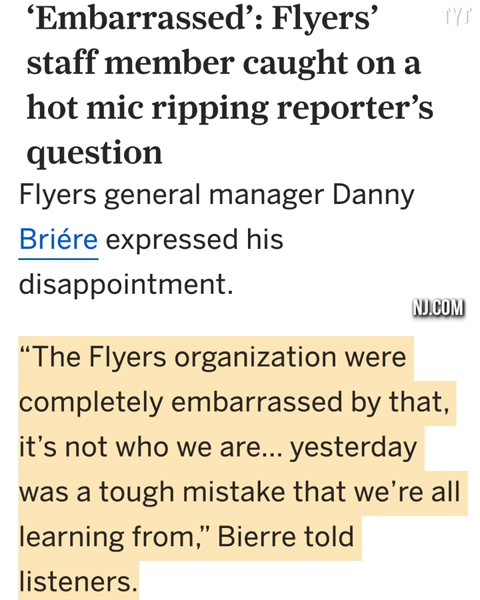 ‘Embarrassed’: Flyers’
TYT
staff member caught on a
hot mic ripping reporter’s
question
Flyers general manager Danny
Briére expressed his
disappointment.
NJ.COM
“The Flyers organization were
completely embarrassed by that,
it’s not who we are... yesterday
was a tough mistake that we’re all
learning from,” Bierre told
listeners.